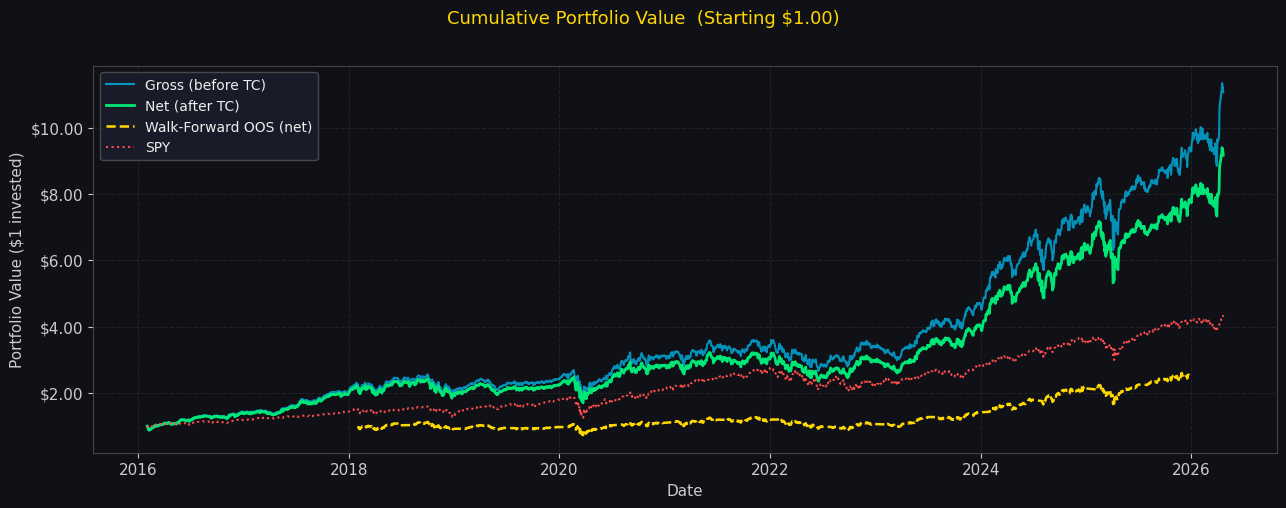 Cumulative Portfolio Value  (Starting $1.00)
Gross (before TC)
Net (after TC)
Walk-Forward OOS (net)
SPY
Portfolio Value ($1 invested)
$10.00
$8.00
$6.00
$4.00
$2.00
2016
2018
2020
2022
2024
2026
Date